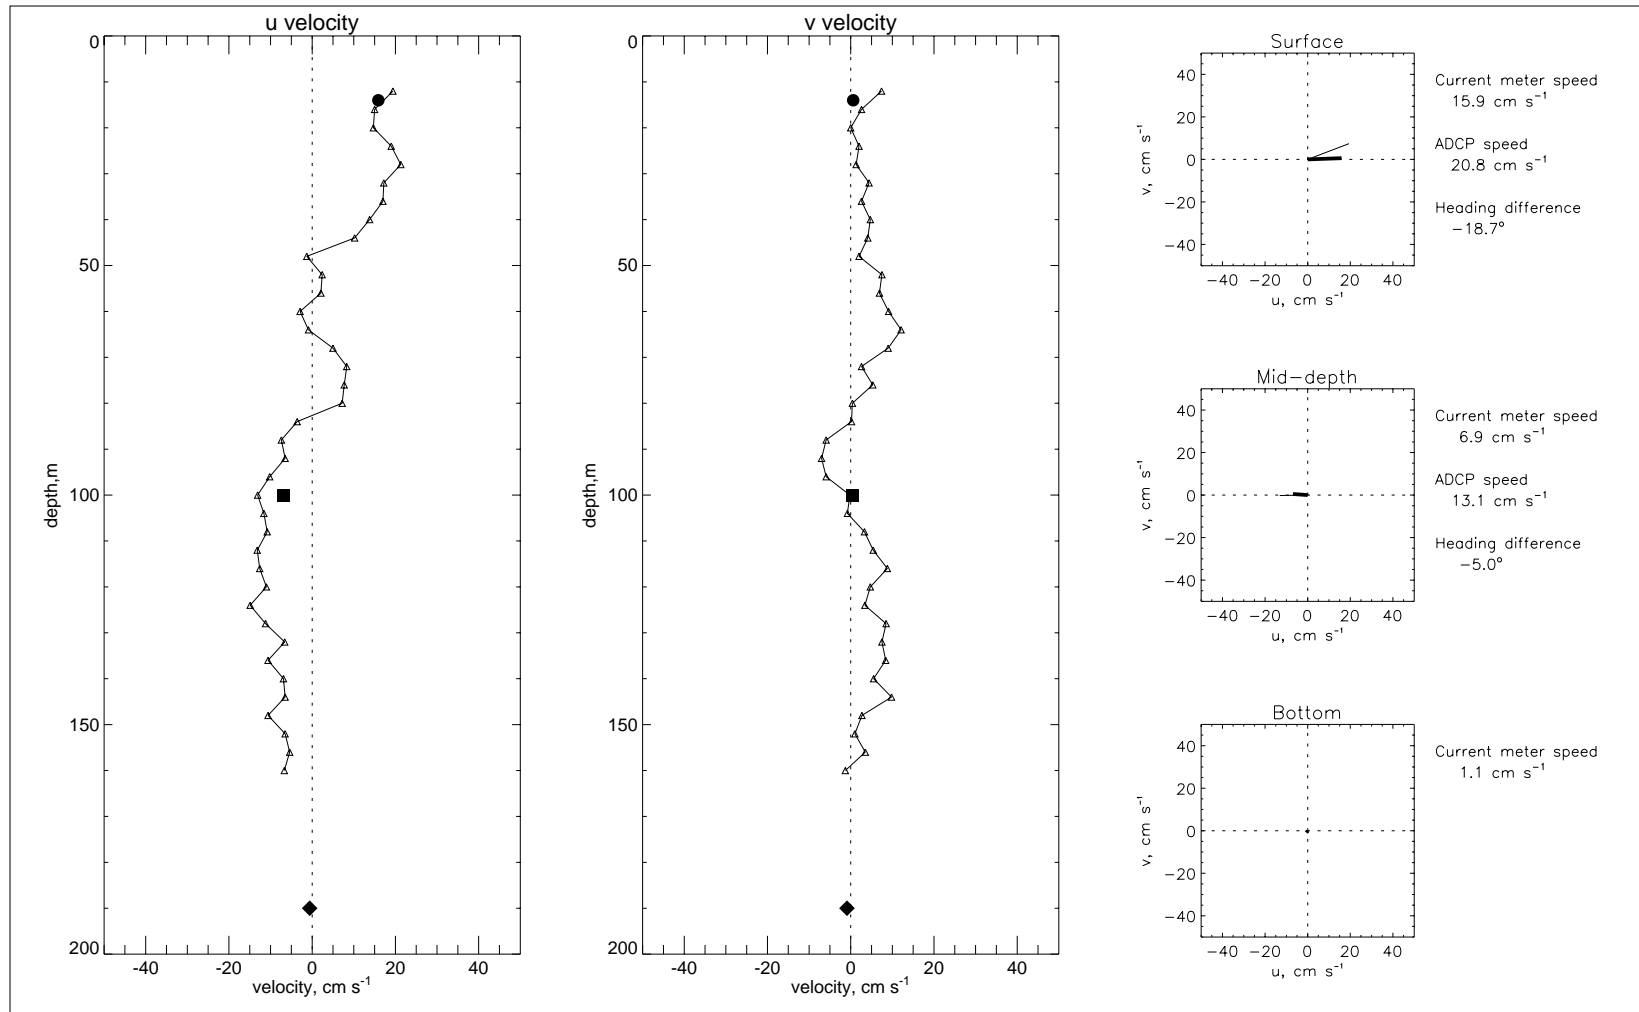 u velocity
0
50
100
150
200
depth,m
-40 -20 0 20 40
velocity, cm s⁻¹
v velocity
0
50
100
150
200
depth,m
-40 -20 0 20 40
velocity, cm s⁻¹
Surface
40
20
0
−20
−40
v, cm s⁻¹
−40 −20 0 20 40
u, cm s⁻¹
Current meter speed
15.9 cm s⁻¹
ADCP speed
20.8 cm s⁻¹
Heading difference
−18.7°
Mid−depth
40
20
0
−20
−40
v, cm s⁻¹
−40 −20 0 20 40
u, cm s⁻¹
Current meter speed
6.9 cm s⁻¹
ADCP speed
13.1 cm s⁻¹
Heading difference
−5.0°
Bottom
40
20
0
−20
−40
v, cm s⁻¹
−40 −20 0 20 40
u, cm s⁻¹
Current meter speed
1.1 cm s⁻¹